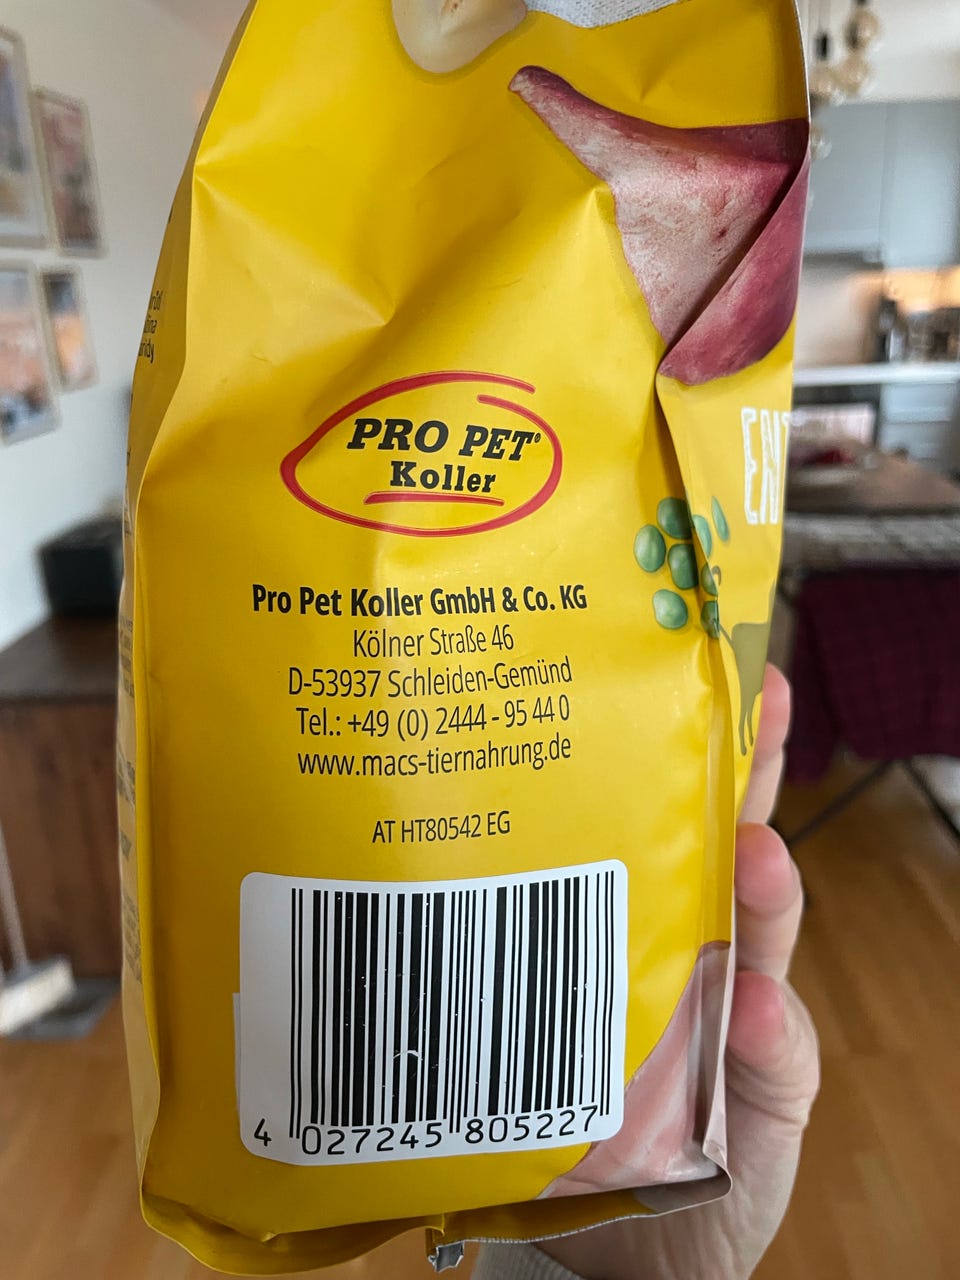 PRO PET®
Koller
Pro Pet Koller GmbH & Co. KG
Kölner Straße 46
D-53937 Schleiden-Gemünd
Tel.: +49 (0) 2444 - 95 44 0
www.macs-tiernahrung.de
AT HT80542 EG
4 027245 805227